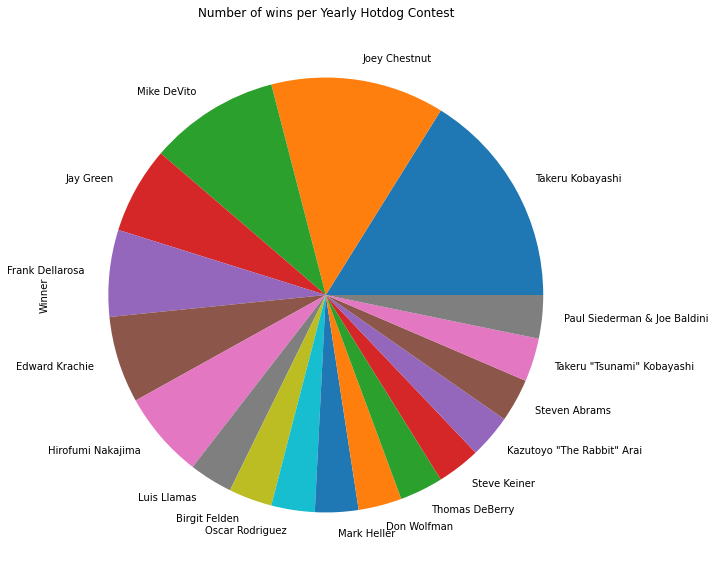 Number of wins per Yearly Hotdog Contest
Joey Chestnut
Mike DeVito
Takeru Kobayashi
Jay Green
Frank Dellarosa
Winner
Paul Siederman & Joe Baldini
Edward Krachie
Takeru "Tsunami" Kobayashi
Steven Abrams
Hirofumi Nakajima
Kazutoyo "The Rabbit" Arai
Steve Keiner
Luis Llamas
Thomas DeBerry
Birgit Felden
Don Wolfman
Oscar Rodriguez
Mark Heller